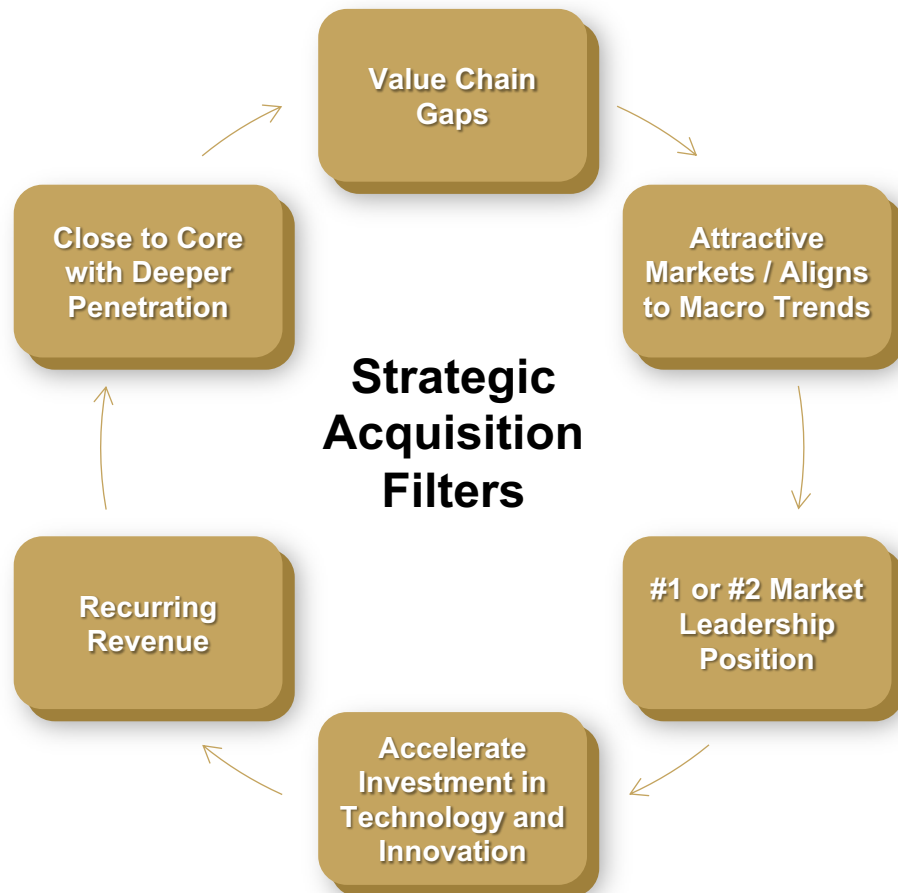 Value Chain
Gaps
Attractive
Markets / Aligns
to Macro Trends
#1 or #2 Market
Leadership
Position
Accelerate
Investment in
Technology and
Innovation
Recurring
Revenue
Close to Core
with Deeper
Penetration
Strategic
Acquisition
Filters